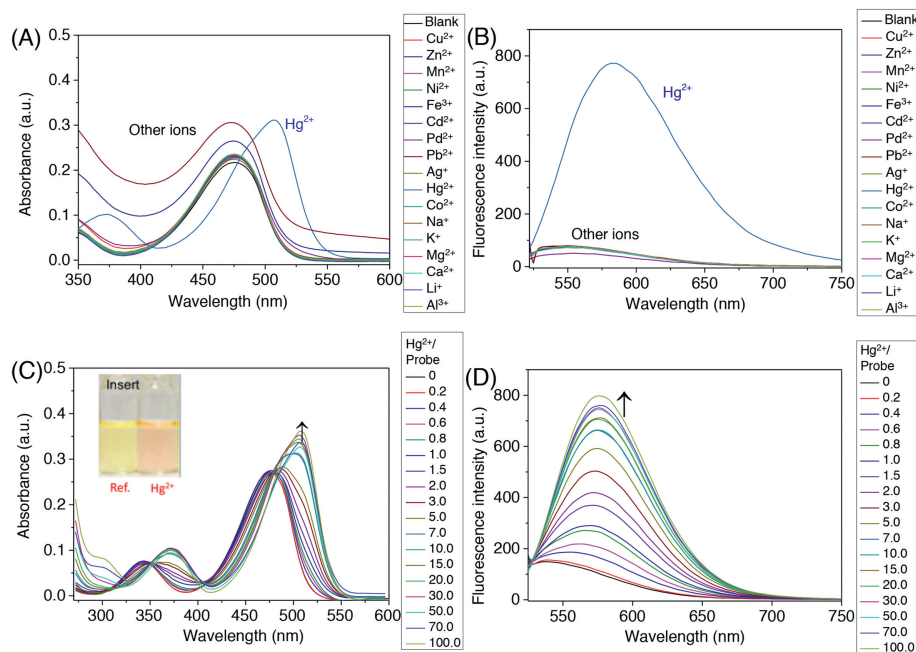 (A)
Absorbance (a.u.)
0.5
0.4
0.3
0.2
0.1
0.0
Other ions
Hg²⁺
350 400 450 500 550 600
Wavelength (nm)
Blank
Cu²⁺
Zn²⁺
Mn²⁺
Ni²⁺
Fe³⁺
Cd²⁺
Pd²⁺
Pb²⁺
Ag⁺
Hg²⁺
Co²⁺
Na⁺
K⁺
Mg²⁺
Ca²⁺
Li⁺
Al³⁺
(B)
Fluorescence intensity (a.u.)
800
600
400
200
0
Hg²⁺
Other ions
550 600 650 700 750
Wavelength (nm)
Blank
Cu²⁺
Zn²⁺
Mn²⁺
Ni²⁺
Fe³⁺
Cd²⁺
Pd²⁺
Pb²⁺
Ag⁺
Hg²⁺
Co²⁺
Na⁺
K⁺
Mg²⁺
Ca²⁺
Li⁺
Al³⁺
(C)
Absorbance (a.u.)
0.5
0.4
0.3
0.2
0.1
0.0
Insert
Ref. Hg²⁺
300 350 400 450 500 550 600
Wavelength (nm)
Hg²⁺/
Probe
0
0.2
0.4
0.6
0.8
1.0
1.5
2.0
3.0
5.0
7.0
10.0
15.0
20.0
30.0
50.0
70.0
100.0
(D)
Fluorescence intensity (a.u.)
800
600
400
200
0
550 600 650 700 750
Wavelength (nm)
Hg²⁺/
Probe
0
0.2
0.4
0.6
0.8
1.0
1.5
2.0
3.0
5.0
7.0
10.0
15.0
20.0
30.0
50.0
70.0
100.0